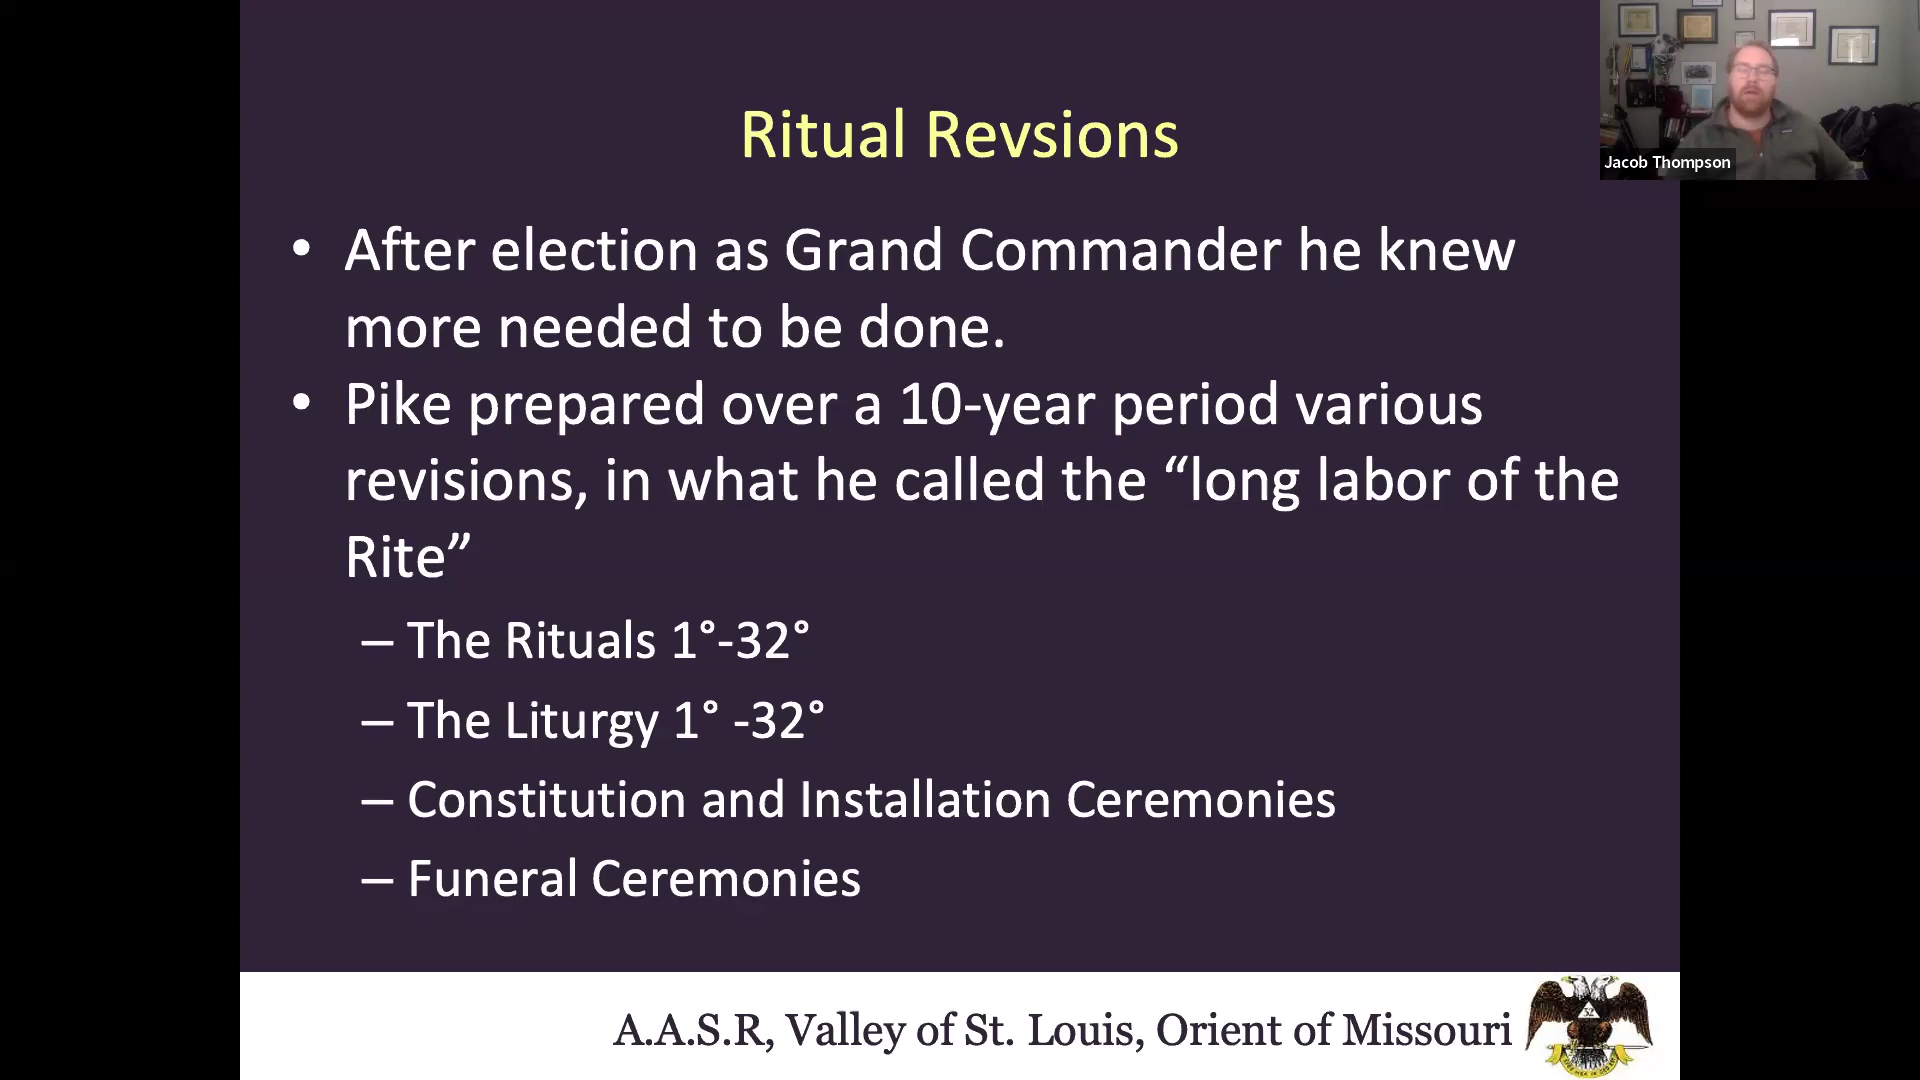 Ritual Revsions
Jacob Thompson
• After election as Grand Commander he knew
more needed to be done.
• Pike prepared over a 10-year period various
revisions, in what he called the “long labor of the
Rite”
– The Rituals 1°-32°
– The Liturgy 1° -32°
– Constitution and Installation Ceremonies
– Funeral Ceremonies
A.A.S.R, Valley of St. Louis, Orient of Missouri
32